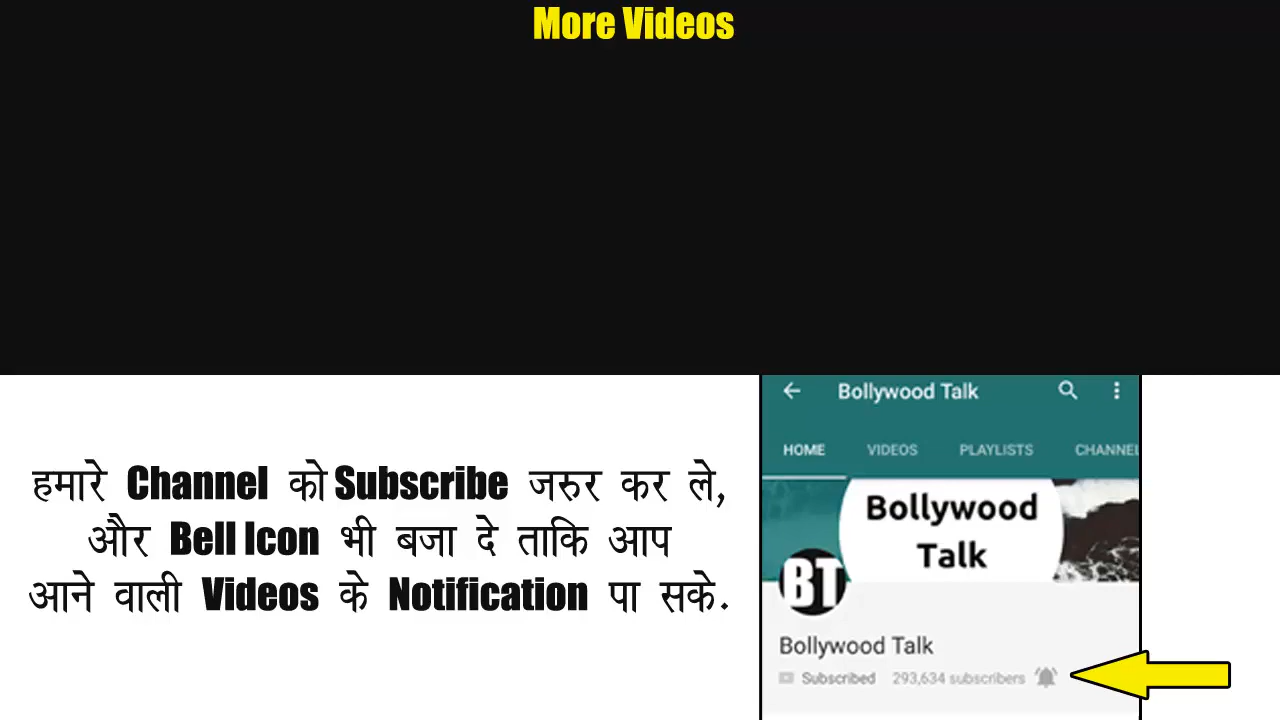 More Videos
हमारे Channel को Subscribe जरुर कर ले,
और Bell Icon भी बजा दे ताकि आप
आने वाली Videos के Notification पा सके.
Bollywood Talk
HOME VIDEOS PLAYLISTS CHANNEL
Bollywood
Talk
BT
Bollywood Talk
Subscribed 293,634 subscribers